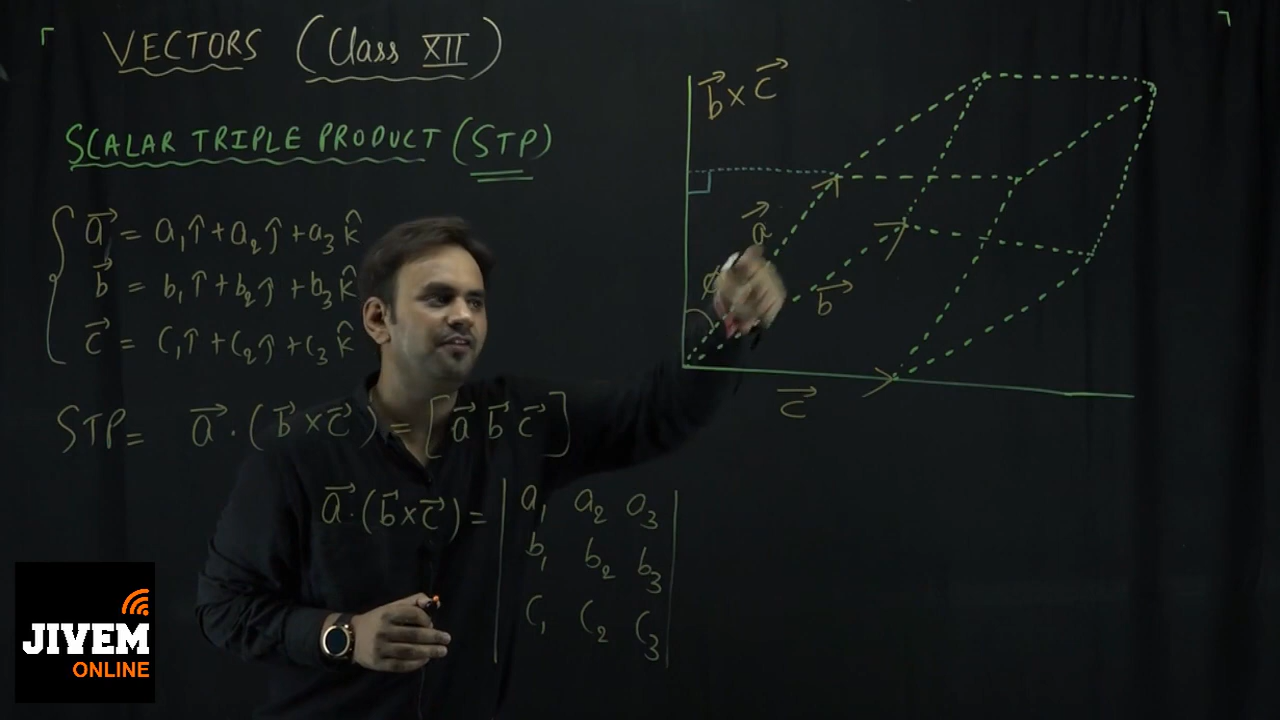 VECTORS (Class XII)
SCALAR TRIPLE PRODUCT (STP)
a⃗ = a₁î + a₂ĵ + a₃k̂
b⃗ = b₁î + b₂ĵ + b₃k̂
c⃗ = c₁î + c₂ĵ + c₃k̂
STP = a⃗ · (b⃗ × c⃗) = [a⃗ b⃗ c⃗]
a⃗ · (b⃗ × c⃗) = | a₁ a₂ a₃ |
| b₁ b₂ b₃ |
| c₁ c₂ c₃ |
b⃗ × c⃗
a⃗
b⃗
c⃗
JIVEM
ONLINE